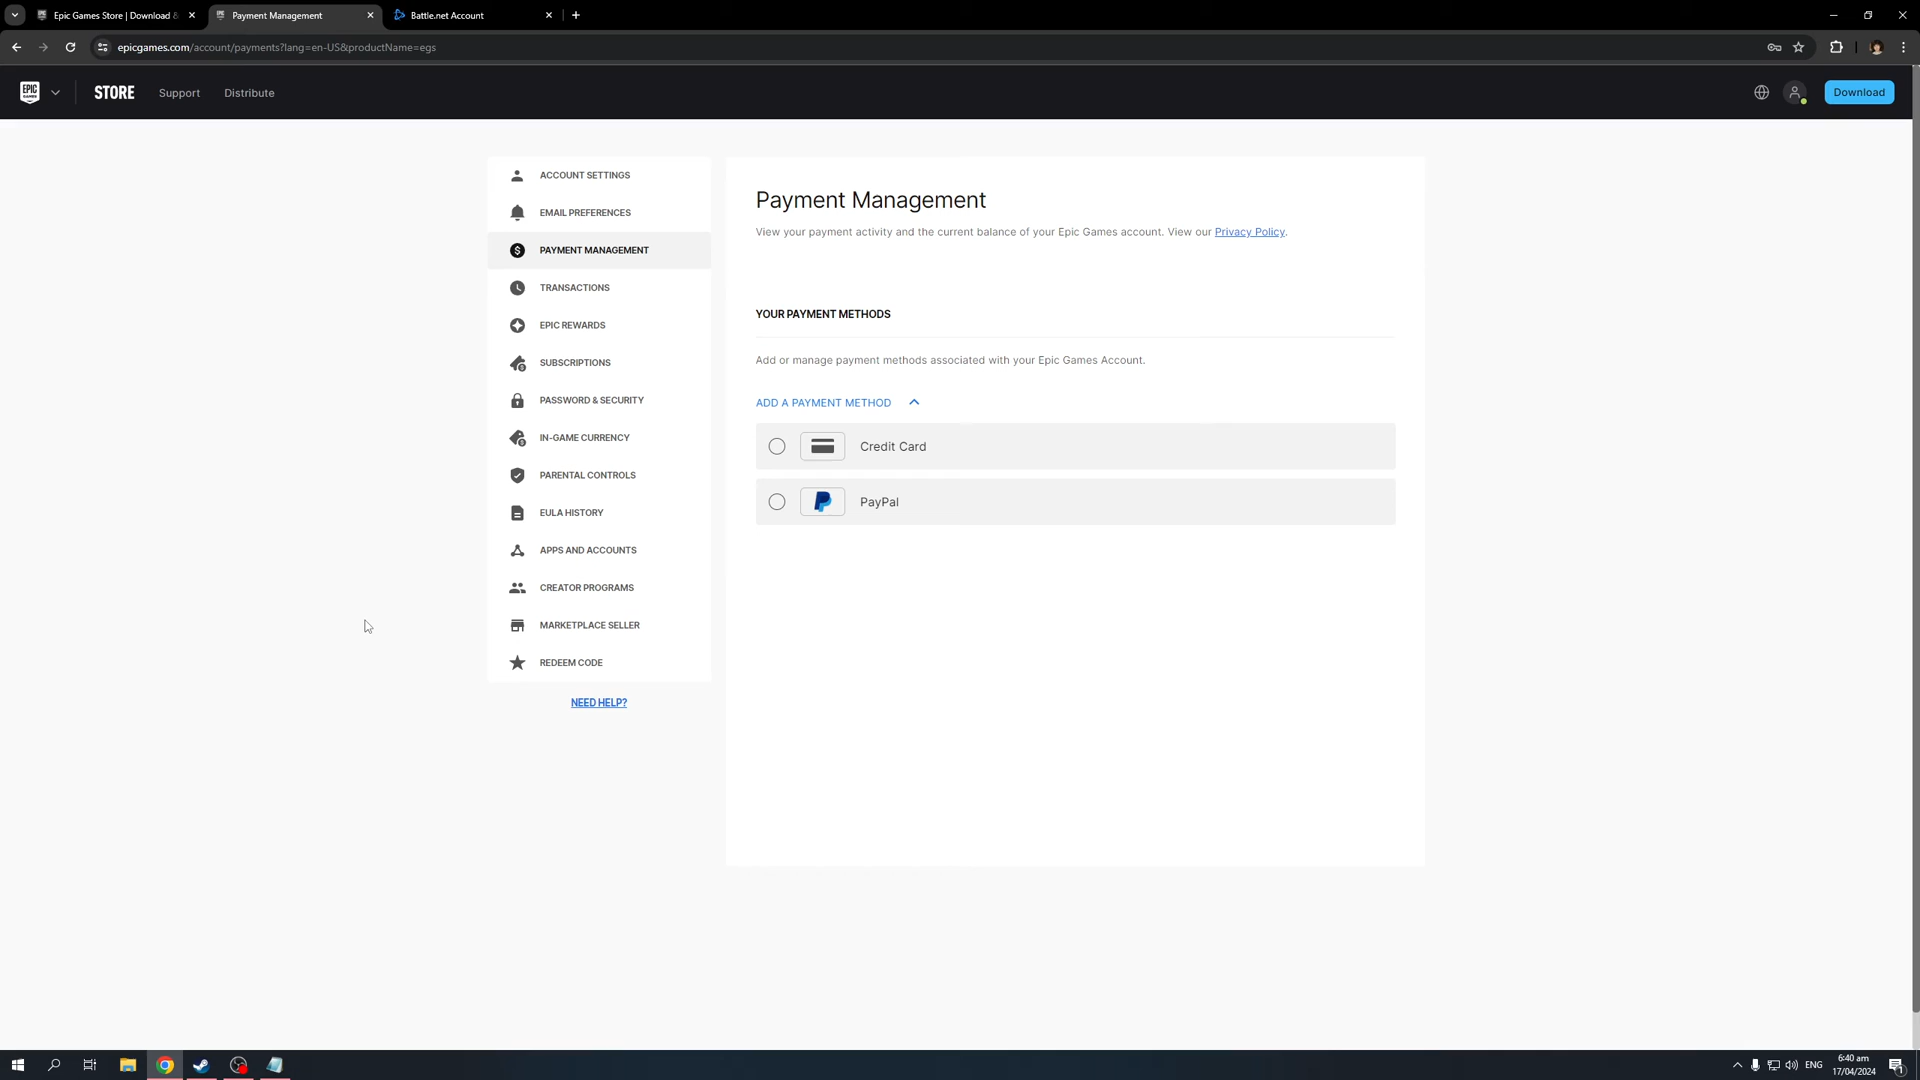 Epic Games Store | Download &
Payment Management
Battle.net Account
epicgames.com/account/payments?lang=en-US&productName=egs
EPIC GAMES
STORE
Support
Distribute
Download
ACCOUNT SETTINGS
EMAIL PREFERENCES
PAYMENT MANAGEMENT
TRANSACTIONS
EPIC REWARDS
SUBSCRIPTIONS
PASSWORD & SECURITY
IN-GAME CURRENCY
PARENTAL CONTROLS
EULA HISTORY
APPS AND ACCOUNTS
CREATOR PROGRAMS
MARKETPLACE SELLER
REDEEM CODE
NEED HELP?
Payment Management
View your payment activity and the current balance of your Epic Games account. View our Privacy Policy.
YOUR PAYMENT METHODS
Add or manage payment methods associated with your Epic Games Account.
ADD A PAYMENT METHOD
Credit Card
PayPal
ENG
6:40 am
17/04/2024
1